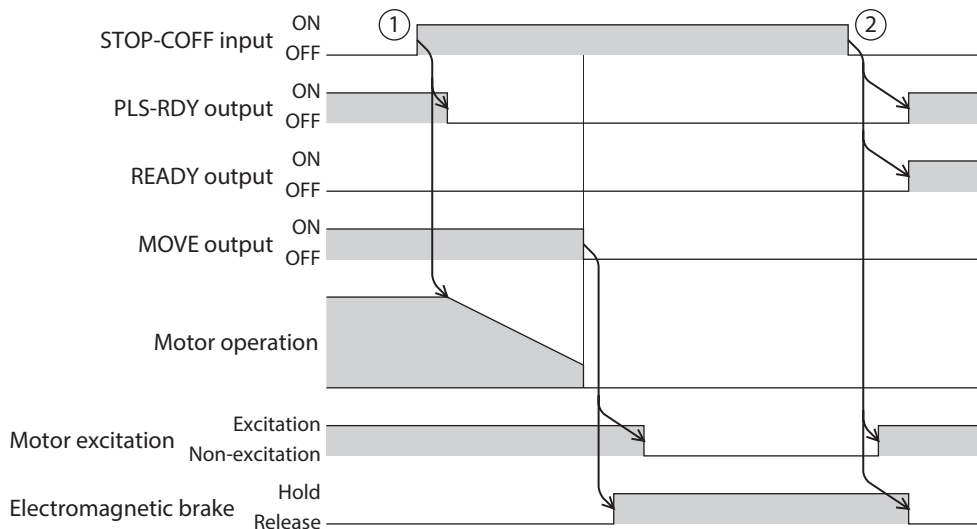 STOP-COFF input
ON
OFF
1
2
PLS-RDY output
ON
OFF
READY output
ON
OFF
MOVE output
ON
OFF
Motor operation
Motor excitation
Excitation
Non-excitation
Electromagnetic brake
Hold
Release